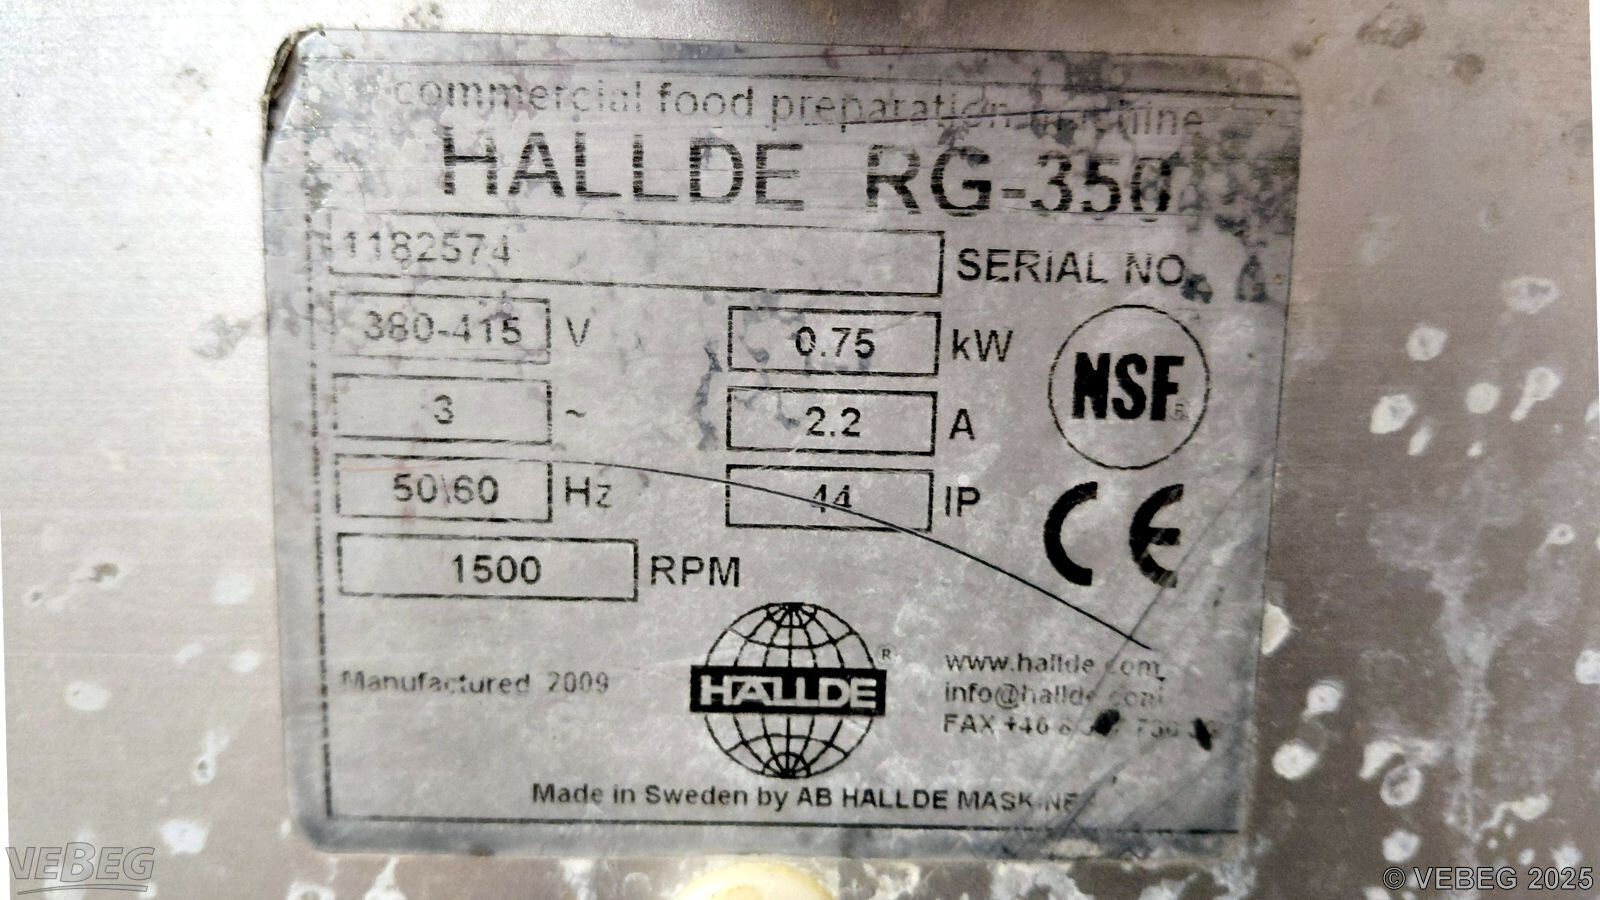 commercial food preparation machine
HALLDE RG-350
1182574 SERIAL NO.
380-415 V 0.75 kW
3 ~ 2.2 A
50\60 Hz 44 IP
1500 RPM
NSF®
CE
HALLDE®
Manufactured 2009
www.hallde.com
info@hallde.com
FAX +46 8
Made in Sweden by AB HALLDE MASKINER
VEBEG
© VEBEG 2025